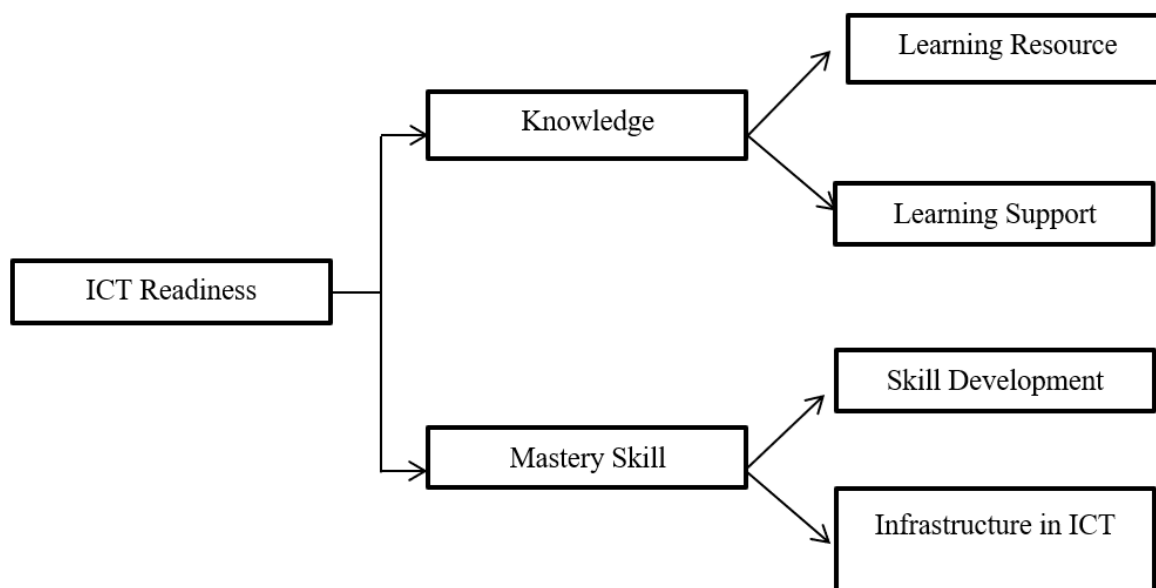 Learning Resource
Knowledge
Learning Support
ICT Readiness
Skill Development
Mastery Skill
Infrastructure in ICT